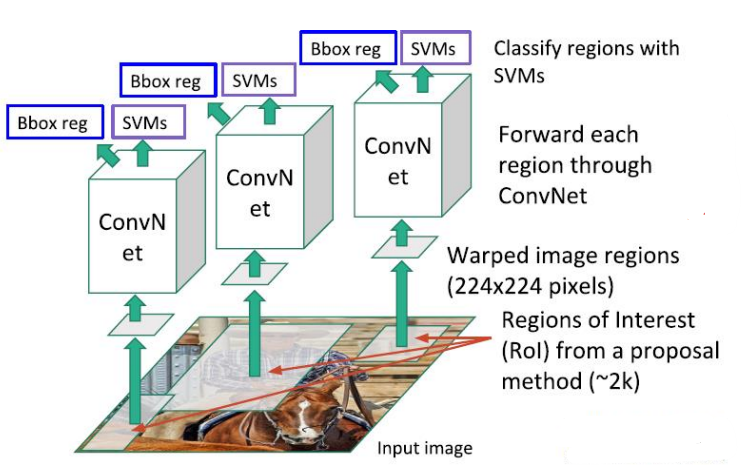 Bbox reg
SVMs
Classify regions with
SVMs
Bbox reg
SVMs
Bbox reg
SVMs
ConvN
et
ConvN
et
ConvN
et
Forward each
region through
ConvNet
Warped image regions
(224x224 pixels)
Regions of Interest
(RoI) from a proposal
method (~2k)
Input image